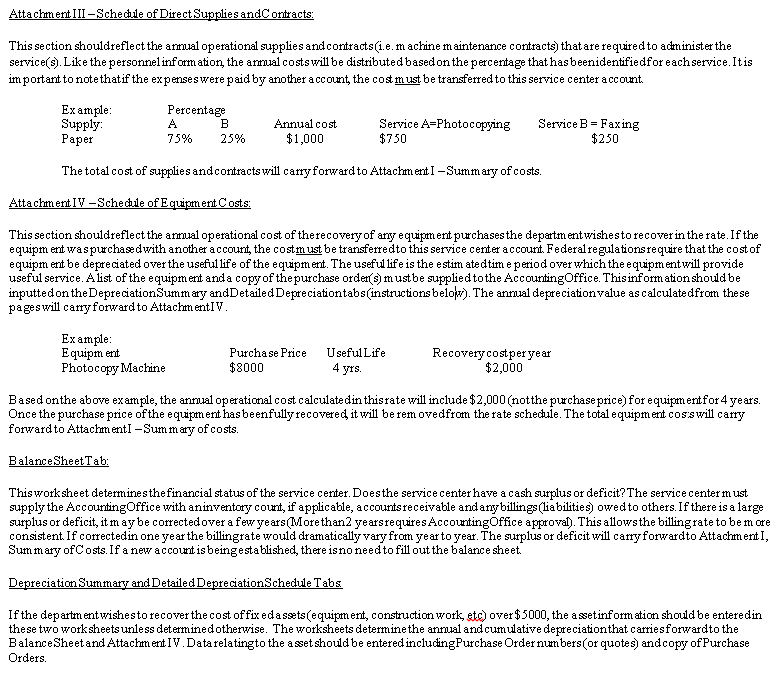 Attachment III – Schedule of Direct Supplies and Contracts:
This section should reflect the annual operational supplies and contracts (i.e. machine maintenance contracts) that are required to administer the
service(s). Like the personnel information, the annual costs will be distributed based on the percentage that has been identified for each service. It is
important to note that if the expenses were paid by another account, the cost must be transferred to this service center account.
Example: Percentage
Supply: A B Annual cost Service A=Photocopying Service B = Faxing
Paper 75% 25% $1,000 $750 $250
The total cost of supplies and contracts will carry forward to Attachment I – Summary of costs.
Attachment IV – Schedule of Equipment Costs:
This section should reflect the annual operational cost of the recovery of any equipment purchases the department wishes to recover in the rate. If the
equipment was purchased with another account, the cost must be transferred to this service center account. Federal regulations require that the cost of
equipment be depreciated over the useful life of the equipment. The useful life is the estimated time period over which the equipment will provide
useful service. A list of the equipment and a copy of the purchase order(s) must be supplied to the Accounting Office. This information should be
inputted on the Depreciation Summary and Detailed Depreciation tabs (instructions below). The annual depreciation value as calculated from these
pages will carry forward to Attachment IV.
Example:
Equipment Purchase Price Useful Life Recovery cost per year
Photocopy Machine $8000 4 yrs. $2,000
Based on the above example, the annual operational cost calculated in this rate will include $2,000 (not the purchase price) for equipment for 4 years.
Once the purchase price of the equipment has been fully recovered, it will be removed from the rate schedule. The total equipment cos:s will carry
forward to Attachment I – Summary of costs.
Balance Sheet Tab:
This worksheet determines the financial status of the service center. Does the service center have a cash surplus or deficit? The service center must
supply the Accounting Office with an inventory count, if applicable, accounts receivable and any billings (liabilities) owed to others. If there is a large
surplus or deficit, it may be corrected over a few years (More than 2 years requires Accounting Office approval). This allows the billing rate to be more
consistent. If corrected in one year the billing rate would dramatically vary from year to year. The surplus or deficit will carry forward to Attachment I,
Summary of Costs. If a new account is being established, there is no need to fill out the balance sheet.
Depreciation Summary and Detailed Depreciation Schedule Tabs
If the department wishes to recover the cost of fixed assets (equipment, construction work, etc) over $5000, the asset information should be entered in
these two worksheets unless determined otherwise. The worksheets determine the annual and cumulative depreciation that carries forward to the
Balance Sheet and Attachment IV. Data relating to the asset should be entered including Purchase Order numbers (or quotes) and copy of Purchase
Orders.